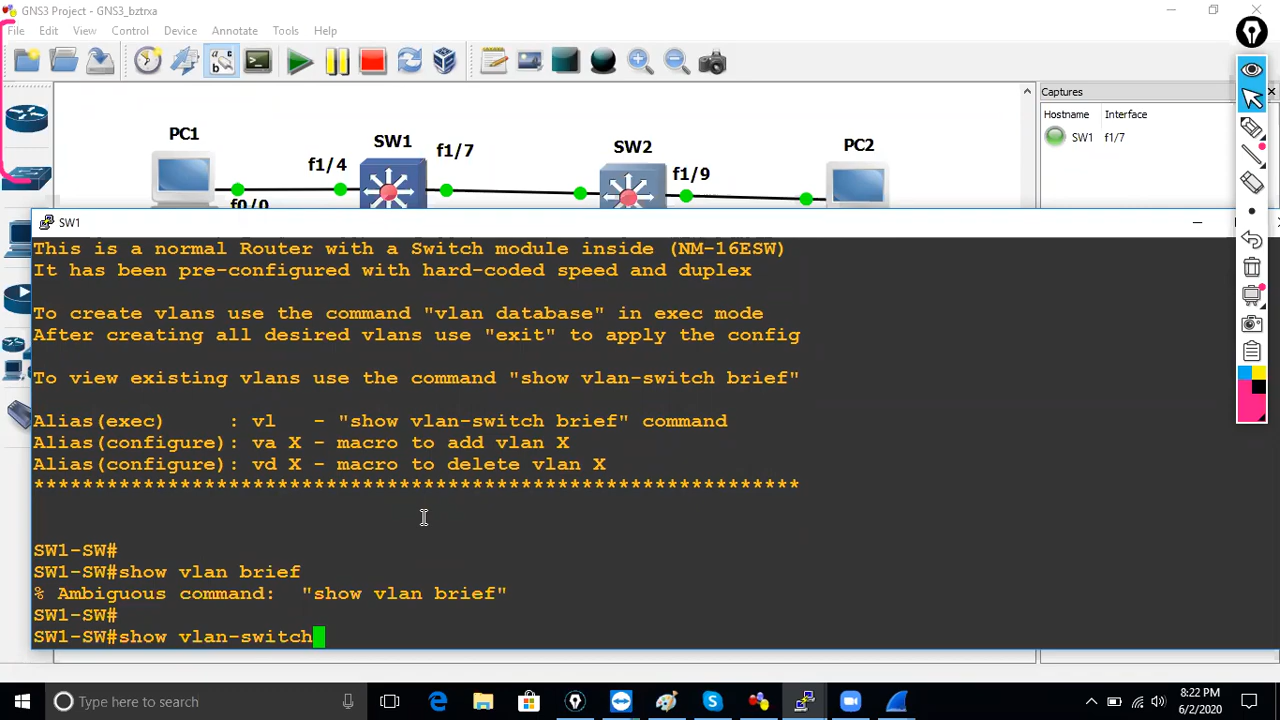 GNS3 Project - GNS3_bztrxa
File Edit View Control Device Annotate Tools Help
Captures
Hostname Interface
SW1 f1/7
PC1
SW1
SW2
PC2
f1/4
f1/7
f1/9
f0/0
SW1
This is a normal Router with a Switch module inside (NM-16ESW)
It has been pre-configured with hard-coded speed and duplex
To create vlans use the command "vlan database" in exec mode
After creating all desired vlans use "exit" to apply the config
To view existing vlans use the command "show vlan-switch brief"
Alias(exec)     : vl   - "show vlan-switch brief" command
Alias(configure): va X - macro to add vlan X
Alias(configure): vd X - macro to delete vlan X
***************************************************************
SW1-SW#
SW1-SW#show vlan brief
% Ambiguous command:  "show vlan brief"
SW1-SW#
SW1-SW#show vlan-switch
Type here to search
8:22 PM
6/2/2020